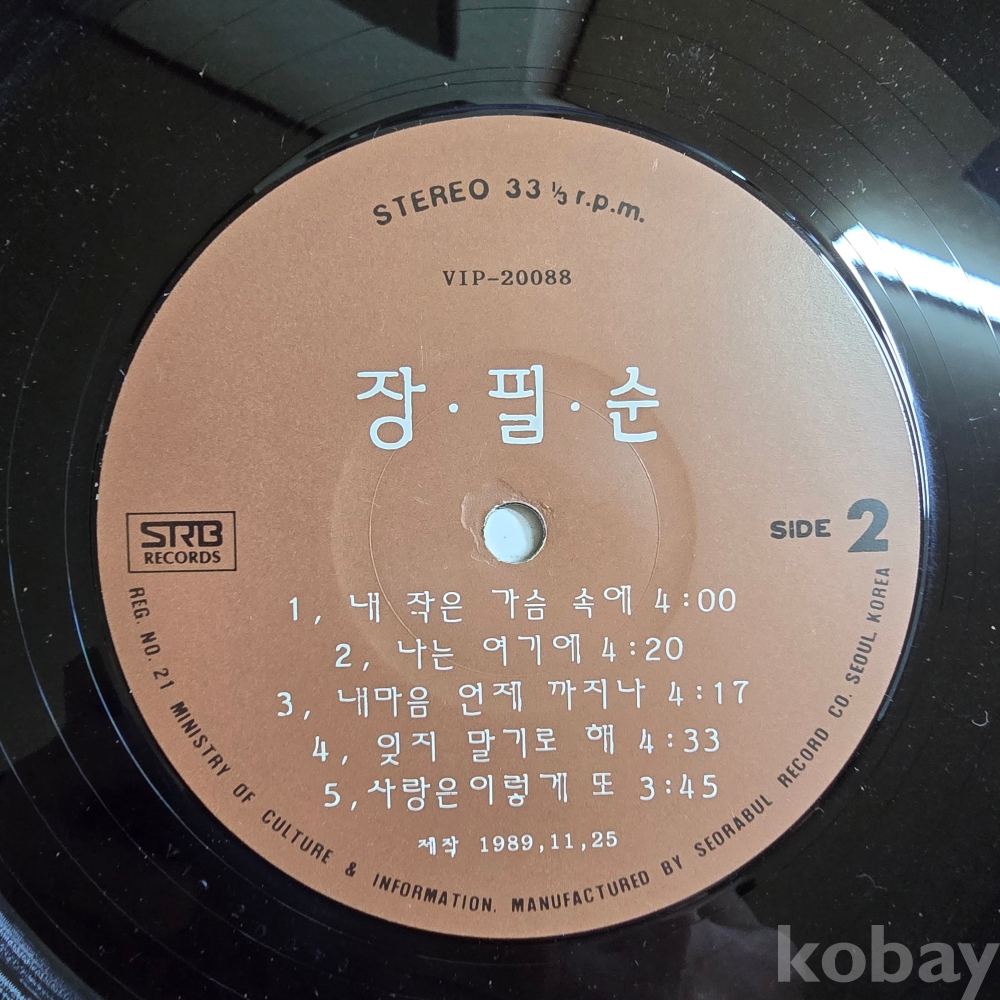 STEREO 33 ⅓ r.p.m.
VIP-20088
장·필·순
STRB
RECORDS
SIDE 2
1, 내 작은 가슴 속에 4:00
2, 나는 여기에 4:20
3, 내마음 언제 까지나 4:17
4, 잊지 말기로 해 4:33
5,사랑은이렇게 또 3:45
제작 1989,11,25
REG. NO. 21 MINISTRY OF CULTURE & INFORMATION. MANUFACTURED BY SEORABUL RECORD CO. SEOUL KOREA
kobay